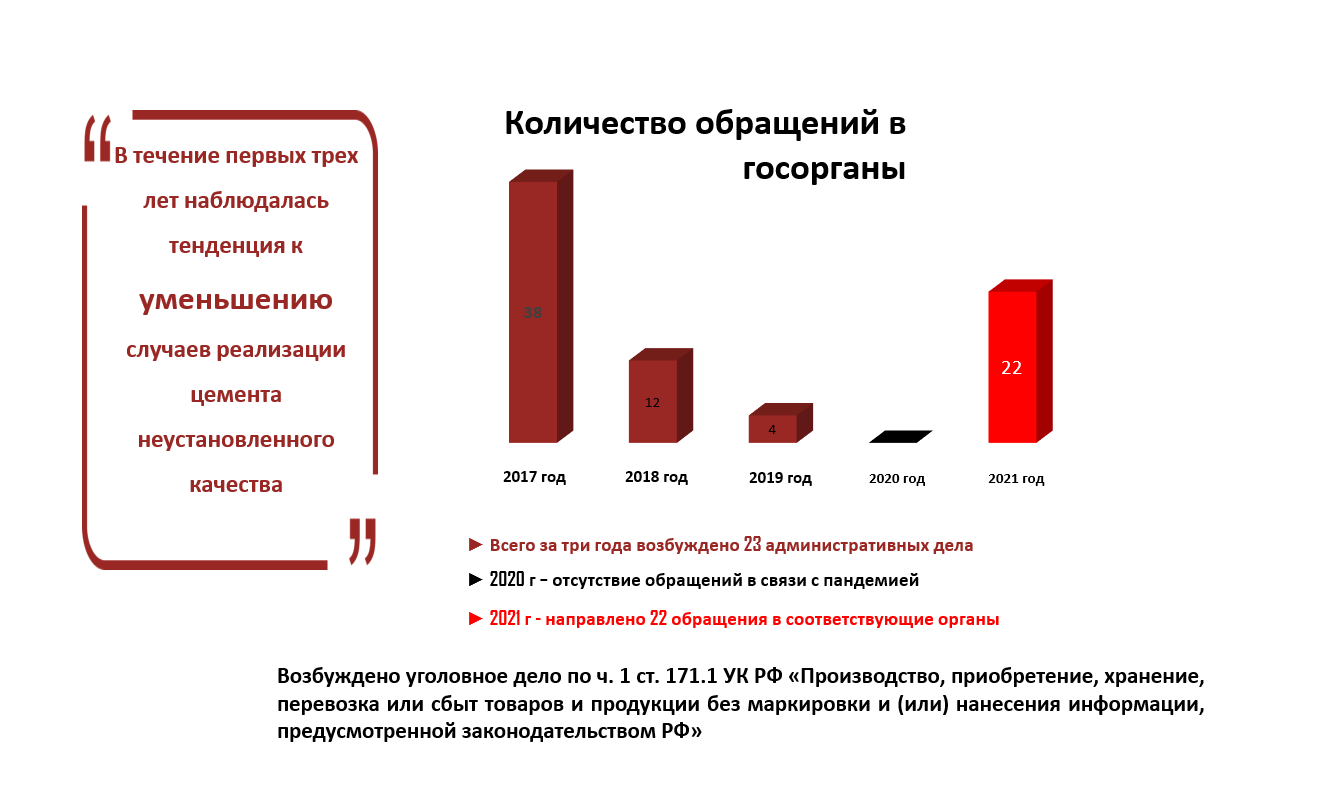 “
В течение первых трех
лет наблюдалась
тенденция к
уменьшению
случаев реализации
цемента
неустановленного
качества
”
Количество обращений в
госорганы
38
12
4
22
2017 год
2018 год
2019 год
2020 год
2021 год
► Всего за три года возбуждено 23 административных дела
► 2020 г – отсутствие обращений в связи с пандемией
► 2021 г - направлено 22 обращения в соответствующие органы
Возбуждено уголовное дело по ч. 1 ст. 171.1 УК РФ «Производство, приобретение, хранение,
перевозка или сбыт товаров и продукции без маркировки и (или) нанесения информации,
предусмотренной законодательством РФ»